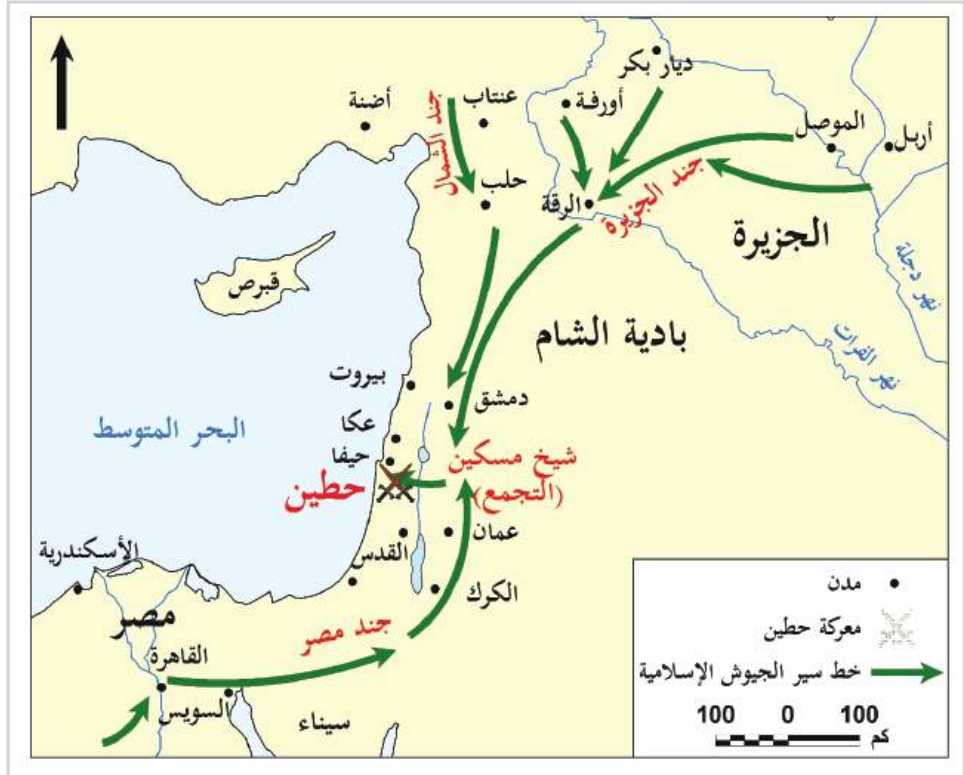 ديار بكر
أورفة
عنتاب
أضنة
جند الشمال
الموصل
أربل
حلب
الرقة
جند الجزيرة
الجزيرة
نهر دجلة
قبرص
بادية الشام
نهر الفرات
بيروت
دمشق
عكا
البحر المتوسط
حيفا
شيخ مسكين
(التجمع)
حطين
القدس
عمان
الأسكندرية
الكرك
مصر
جند مصر
القاهرة
السويس
سيناء
مدن
معركة حطين
خط سير الجيوش الإسلامية
100 0 100
كم